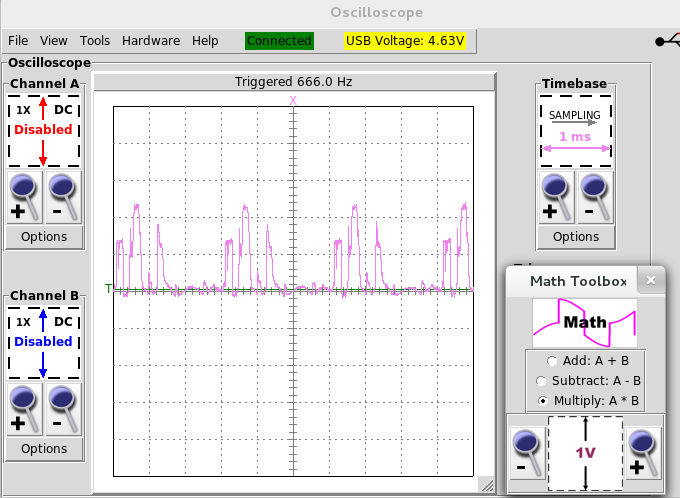 Oscilloscope
File View Tools Hardware Help Connected USB Voltage: 4.63V
Oscilloscope
Channel A
1X DC
Disabled
+ -
Options
Channel B
1X DC
Disabled
+ -
Options
Triggered 666.0 Hz
X
T
Timebase
SAMPLING
1 ms
+ -
Options
Math Toolbox
Math
Add: A + B
Subtract: A - B
Multiply: A * B
- 1V +